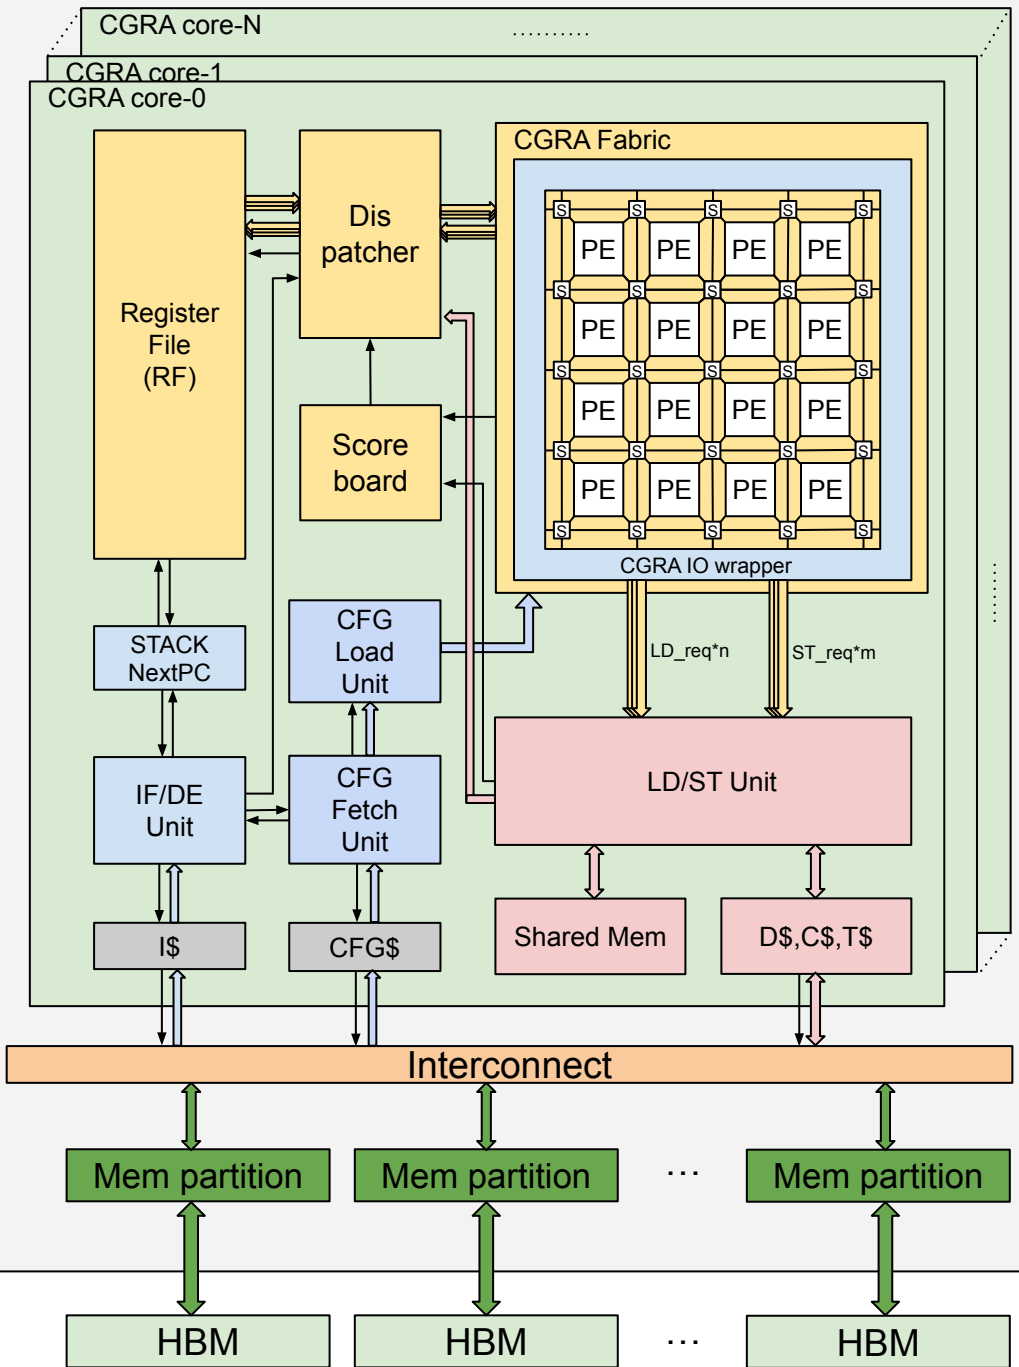 CGRA core-N
..........
CGRA core-1
CGRA core-0
CGRA Fabric
Dis
patcher
Register
File
(RF)
S S S S S
PE PE PE PE
S S S S S
PE PE PE PE
S S S S S
PE PE PE PE
S S S S S
PE PE PE PE
S S S S S
CGRA IO wrapper
Score
board
STACK
NextPC
CFG
Load
Unit
LD_req*n
ST_req*m
IF/DE
Unit
CFG
Fetch
Unit
LD/ST Unit
I$
CFG$
Shared Mem
D$,C$,T$
Interconnect
Mem partition
Mem partition
...
Mem partition
HBM
HBM
...
HBM